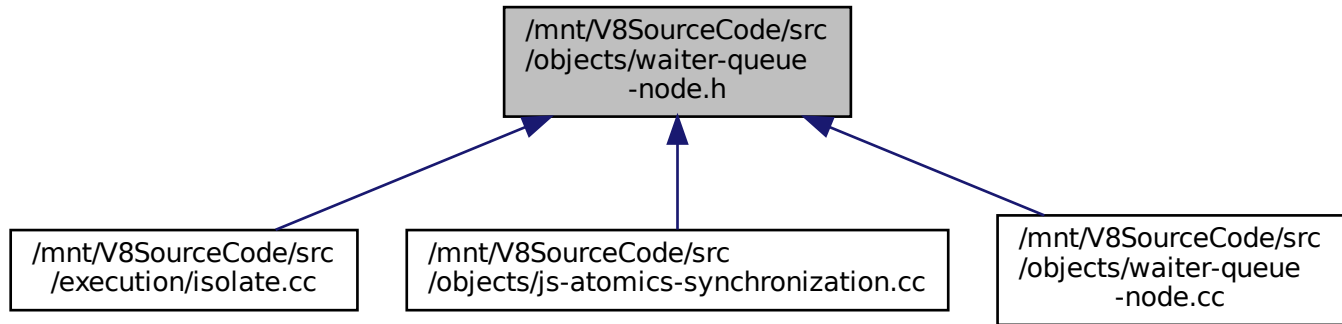 /mnt/V8SourceCode/src
/objects/waiter-queue
-node.h
/mnt/V8SourceCode/src
/execution/isolate.cc
/mnt/V8SourceCode/src
/objects/js-atomics-synchronization.cc
/mnt/V8SourceCode/src
/objects/waiter-queue
-node.cc